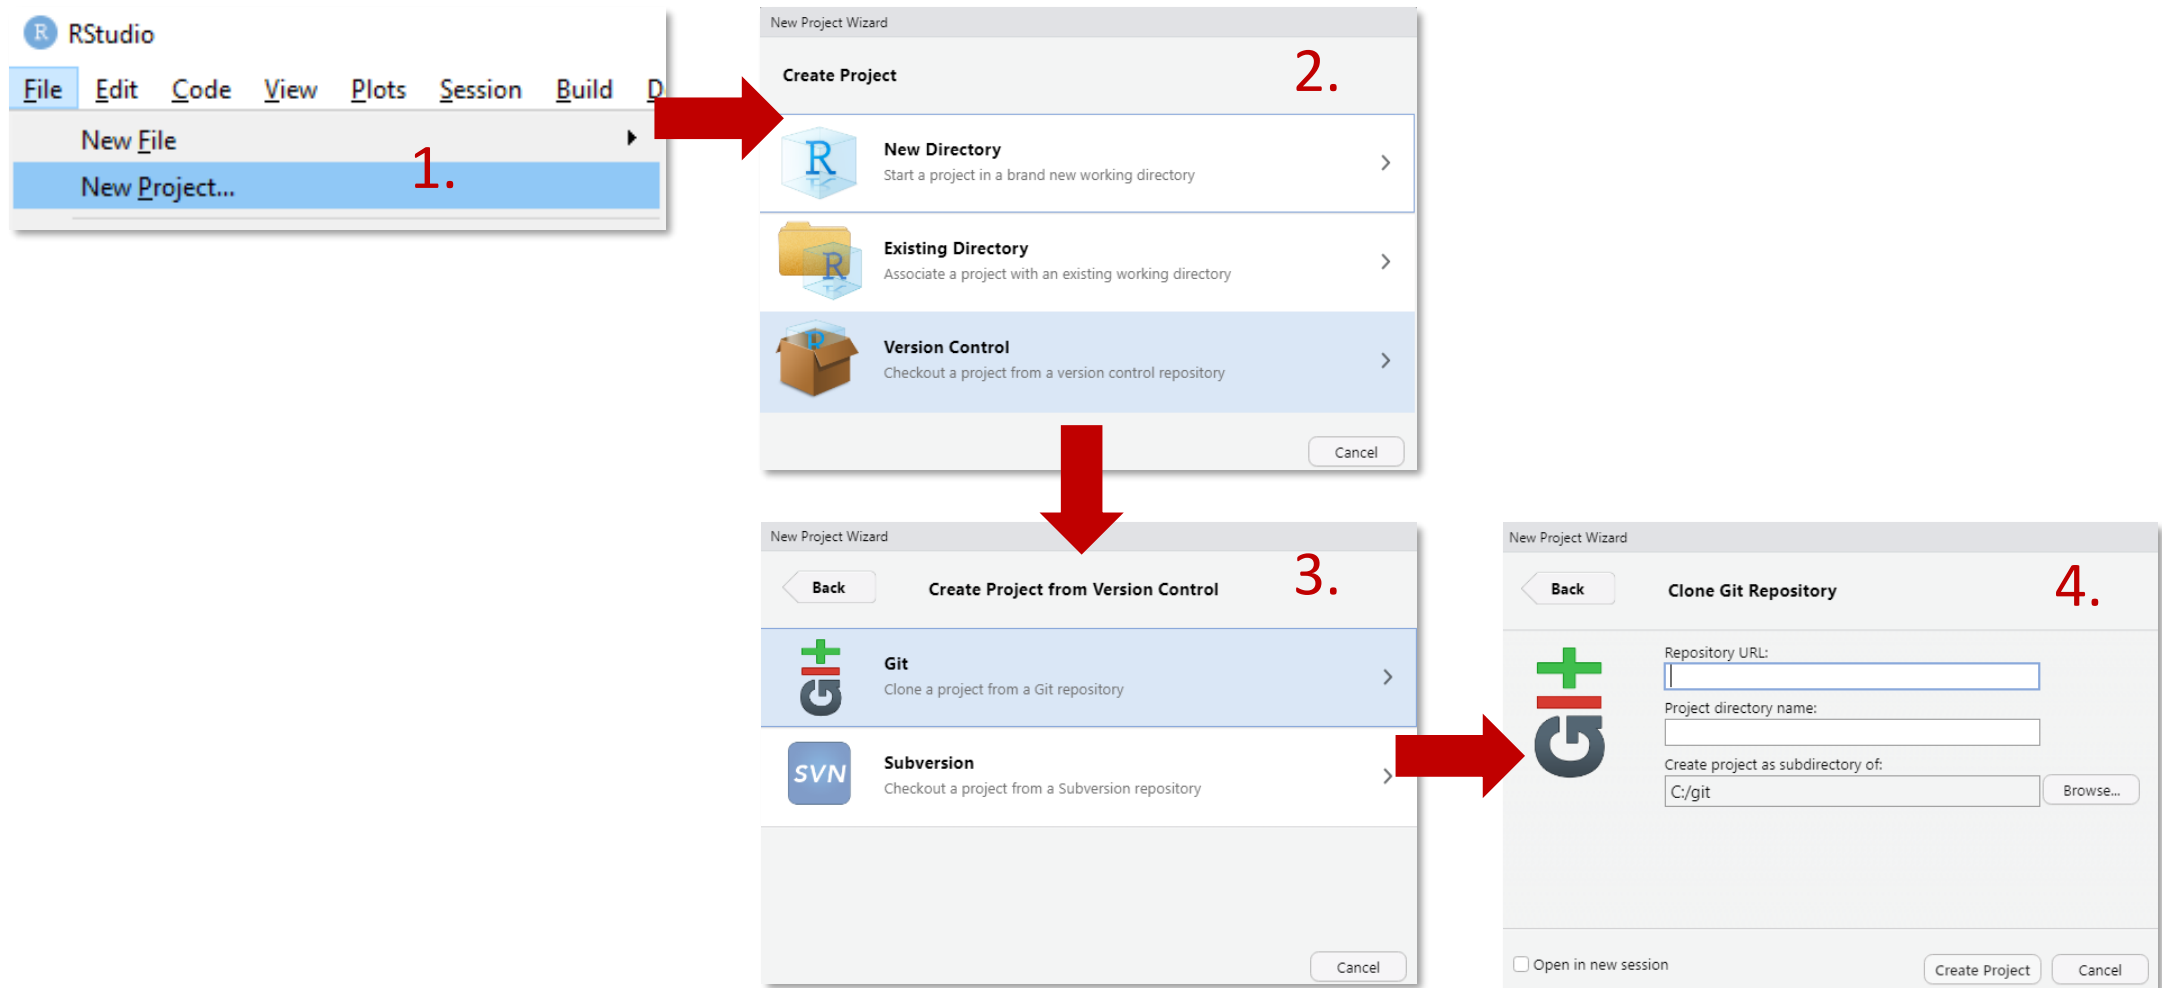 R RStudio
File Edit Code View Plots Session Build D
New File
New Project...
1.
New Project Wizard
Create Project
2.
R
New Directory
Start a project in a brand new working directory
R
Existing Directory
Associate a project with an existing working directory
R
Version Control
Checkout a project from a version control repository
Cancel
New Project Wizard
Back
Create Project from Version Control
3.
Git
Git
Clone a project from a Git repository
SVN
Subversion
Checkout a project from a Subversion repository
Cancel
New Project Wizard
Back
Clone Git Repository
4.
Git
Repository URL:
Project directory name:
Create project as subdirectory of:
C:/git
Browse...
Open in new session
Create Project
Cancel